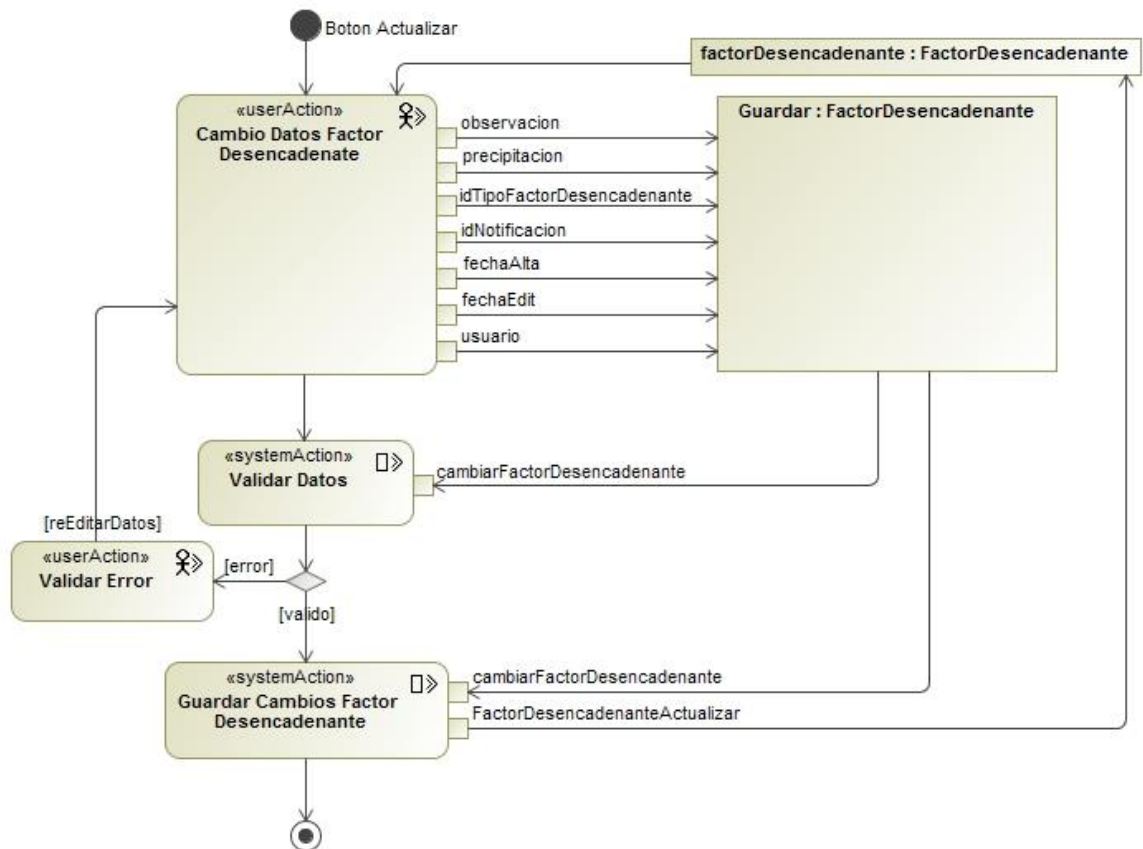 Boton Actualizar
factorDesencadenante : FactorDesencadenante
«userAction»
Cambio Datos Factor
Desencadenate
observacion
precipitacion
idTipoFactorDesencadenante
idNotificacion
fechaAlta
fechaEdit
usuario
Guardar : FactorDesencadenante
«systemAction»
Validar Datos
cambiarFactorDesencadenante
[reEditarDatos]
«userAction»
Validar Error
[error]
[valido]
«systemAction»
Guardar Cambios Factor
Desencadenante
cambiarFactorDesencadenante
FactorDesencadenanteActualizar